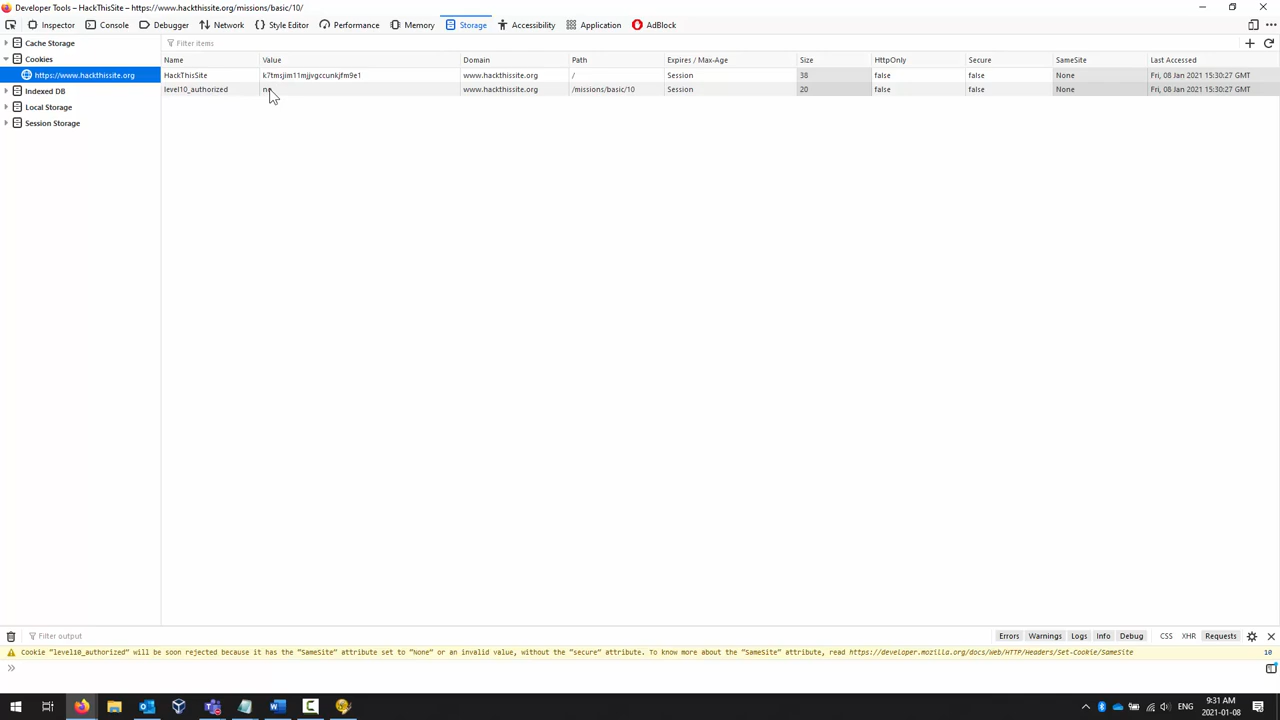 Developer Tools – HackThisSite – https://www.hackthissite.org/missions/basic/10/
Inspector Console Debugger Network Style Editor Performance Memory Storage Accessibility Application AdBlock
Cache Storage
Cookies
https://www.hackthissite.org
Indexed DB
Local Storage
Session Storage
Filter items
Name Value Domain Path Expires / Max-Age Size HttpOnly Secure SameSite Last Accessed
HackThisSite k7tmsjim11mjjvgccunkjfm9e1 www.hackthissite.org / Session 38 false false None Fri, 08 Jan 2021 15:30:27 GMT
level10_authorized no www.hackthissite.org /missions/basic/10 Session 20 false false None Fri, 08 Jan 2021 15:30:27 GMT
Filter output
Errors Warnings Logs Info Debug CSS XHR Requests
Cookie "level10_authorized" will be soon rejected because it has the "SameSite" attribute set to "None" or an invalid value, without the "secure" attribute. To know more about the "SameSite" attribute, read https://developer.mozilla.org/docs/Web/HTTP/Headers/Set-Cookie/SameSite 10
ENG
9:31 AM
2021-01-08